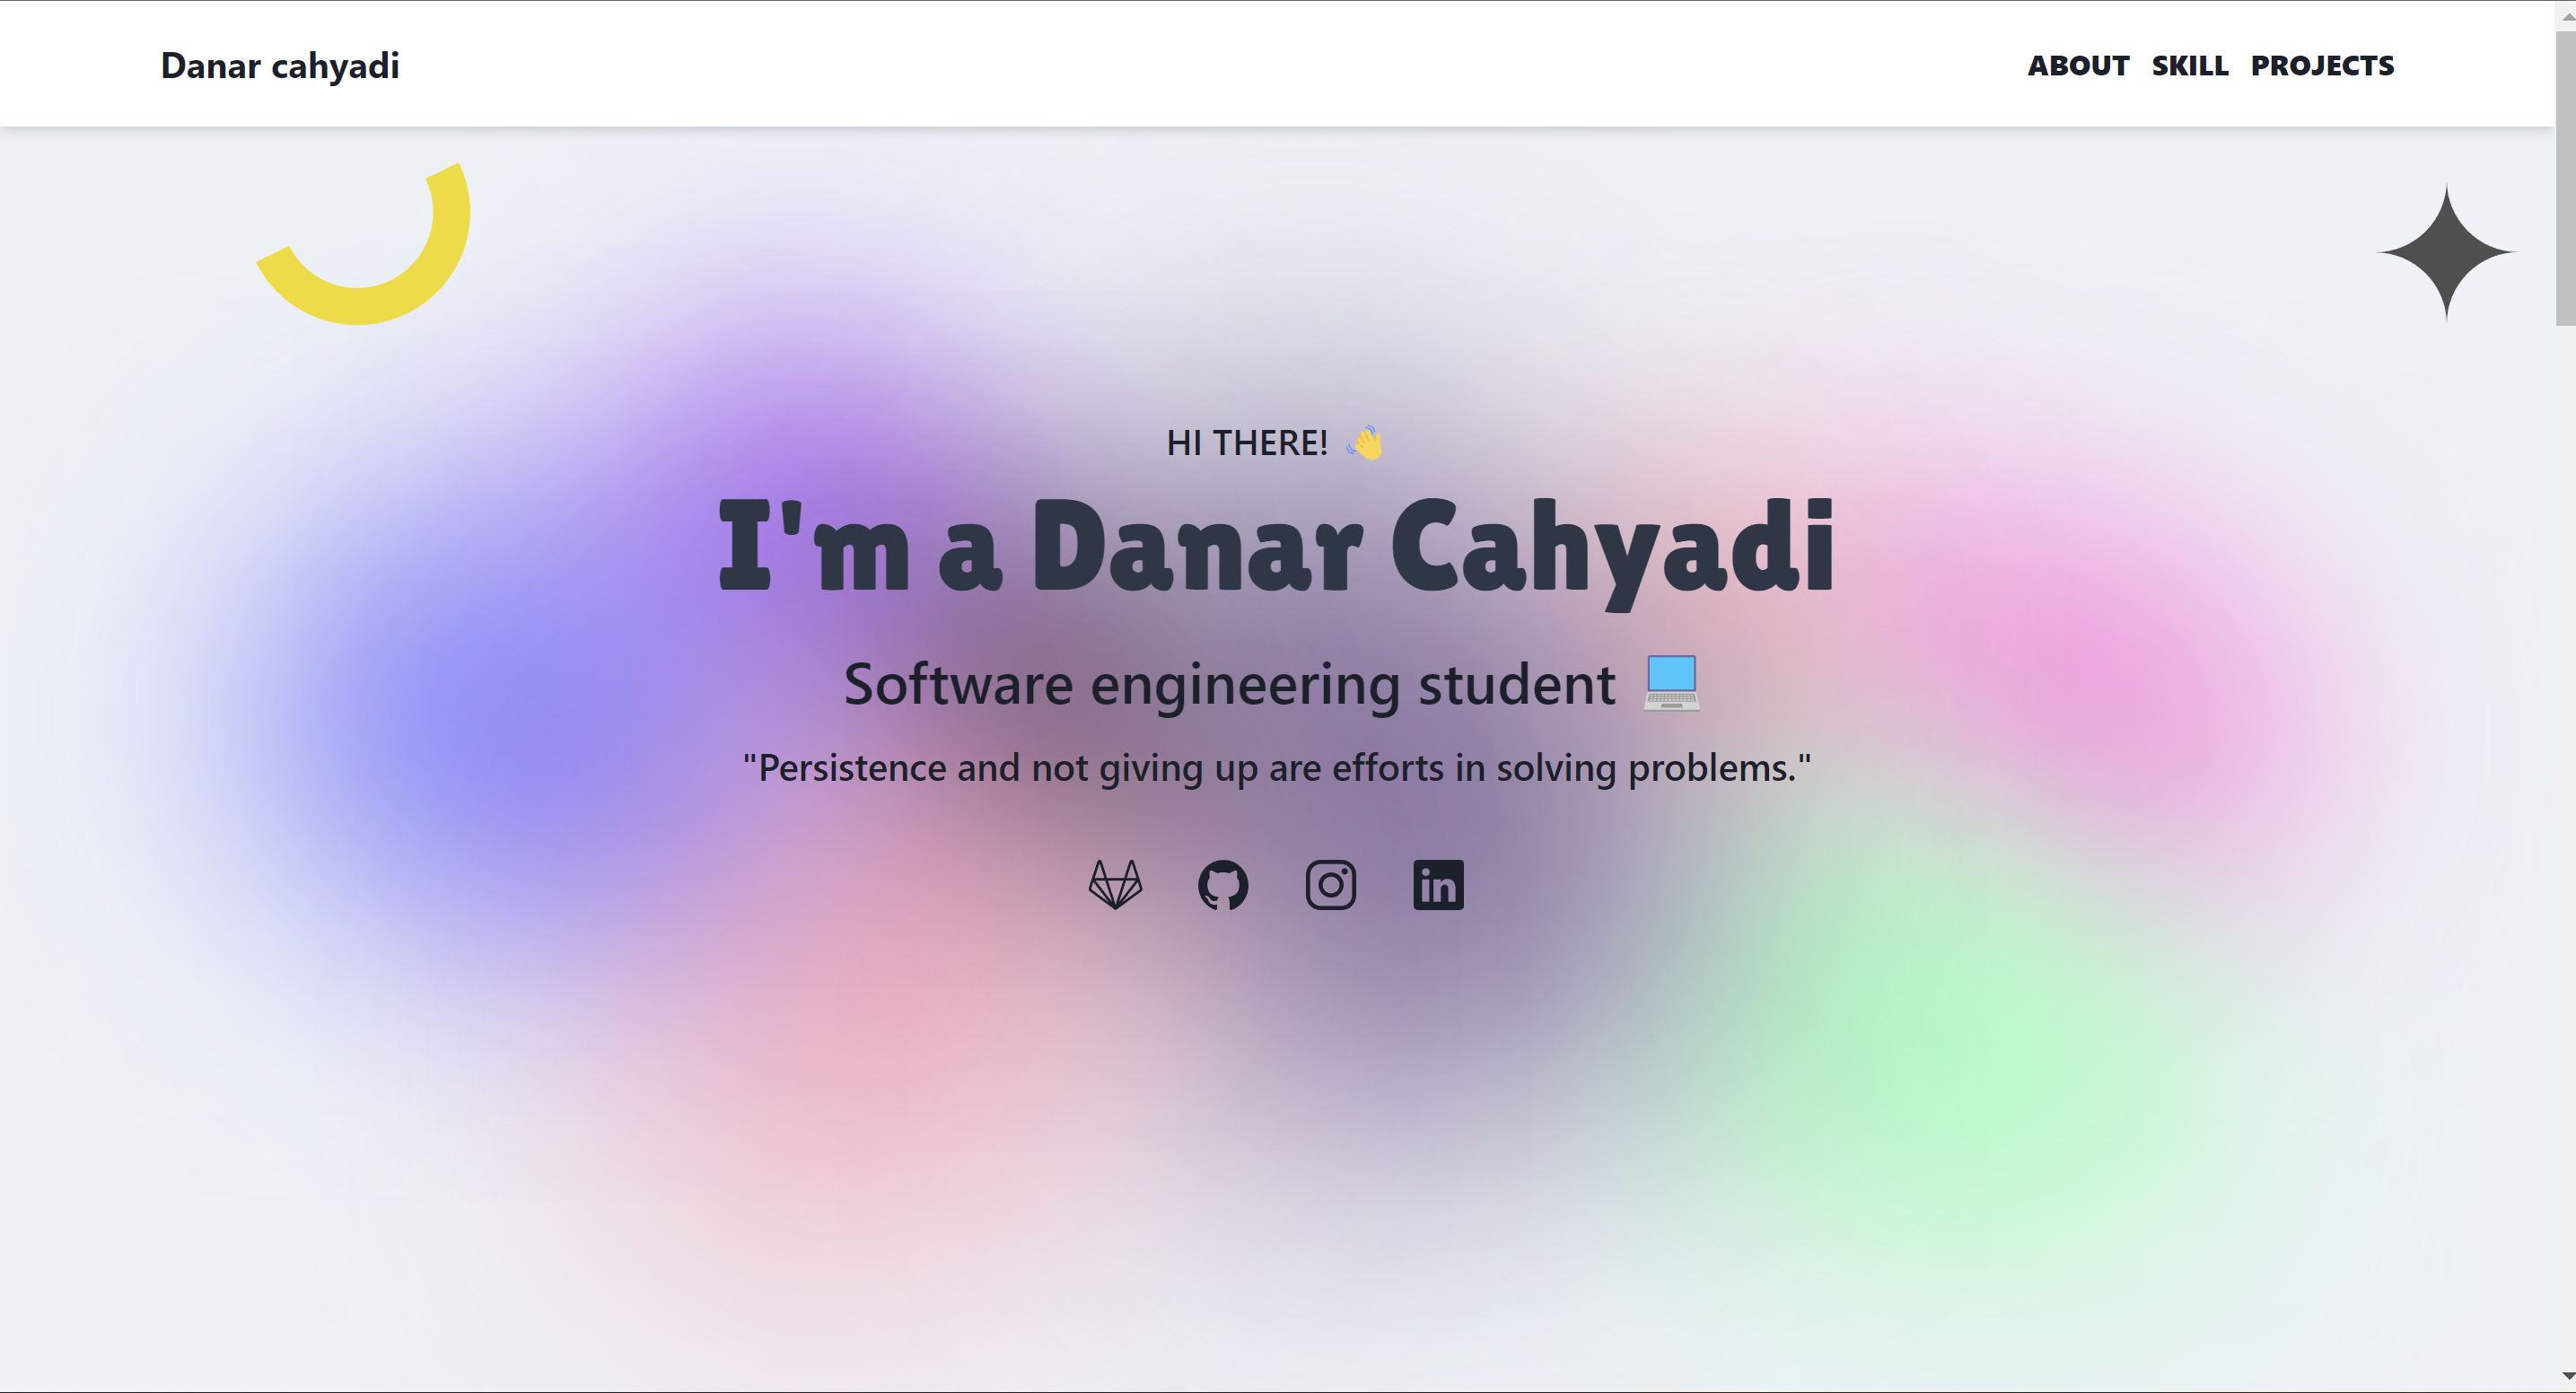 Danar cahyadi
ABOUT SKILL PROJECTS
HI THERE! 👋
I'm a Danar Cahyadi
Software engineering student 💻
"Persistence and not giving up are efforts in solving problems."
in